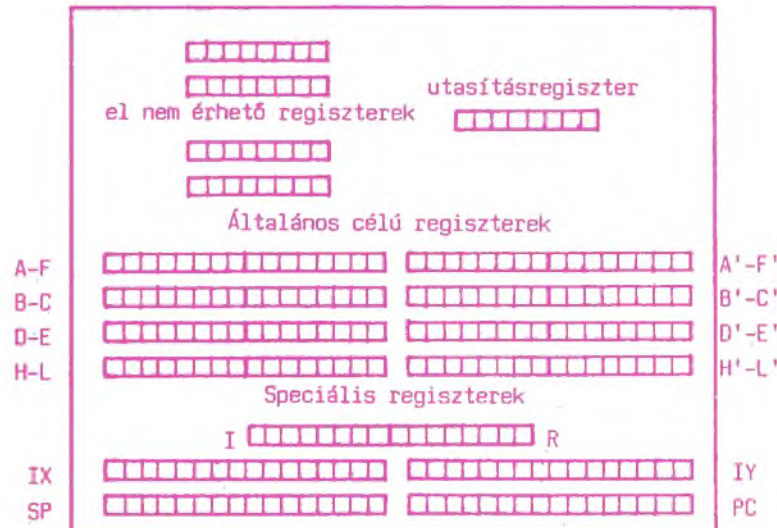 utasításregiszter
el nem érhető regiszterek
Általános célú regiszterek
A-F A'-F'
B-C B'-C'
D-E D'-E'
H-L H'-L'
Speciális regiszterek
I R
IX IY
SP PC